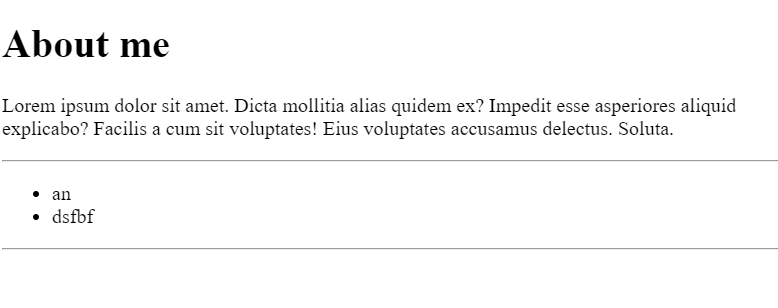 About me
Lorem ipsum dolor sit amet. Dicta mollitia alias quidem ex? Impedit esse asperiores aliquid
explicabo? Facilis a cum sit voluptates! Eius voluptates accusamus delectus. Soluta.
an
dsfbf